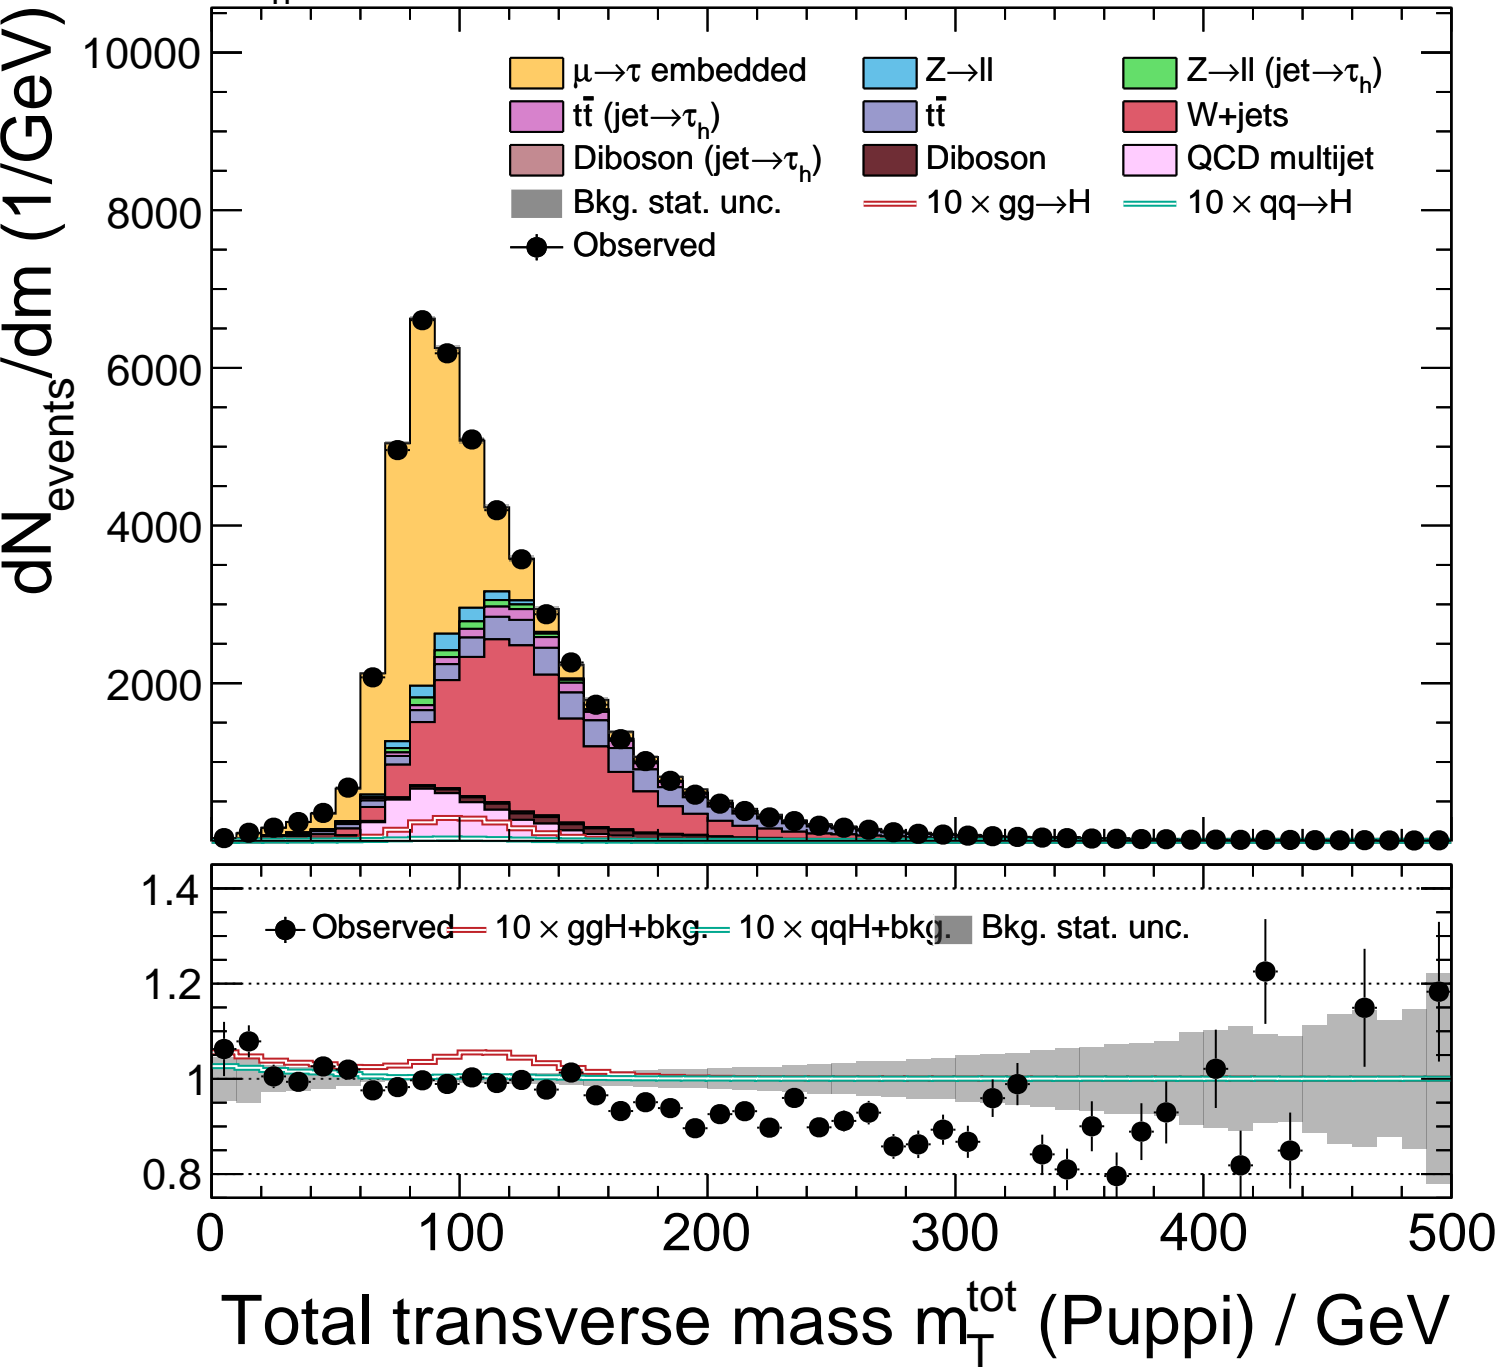 10000
8000
6000
4000
2000
dN_events/dm (1/GeV)
μ→τ embedded Z→ll Z→ll (jet→τ_h)
tt̄ (jet→τ_h) tt̄ W+jets
Diboson (jet→τ_h) Diboson QCD multijet
Bkg. stat. unc. 10 × gg→H 10 × qq→H
Observed
1.4
1.2
1
0.8
Observed 10 × ggH+bkg. 10 × qqH+bkg. Bkg. stat. unc.
0 100 200 300 400 500
Total transverse mass m_T^tot (Puppi) / GeV